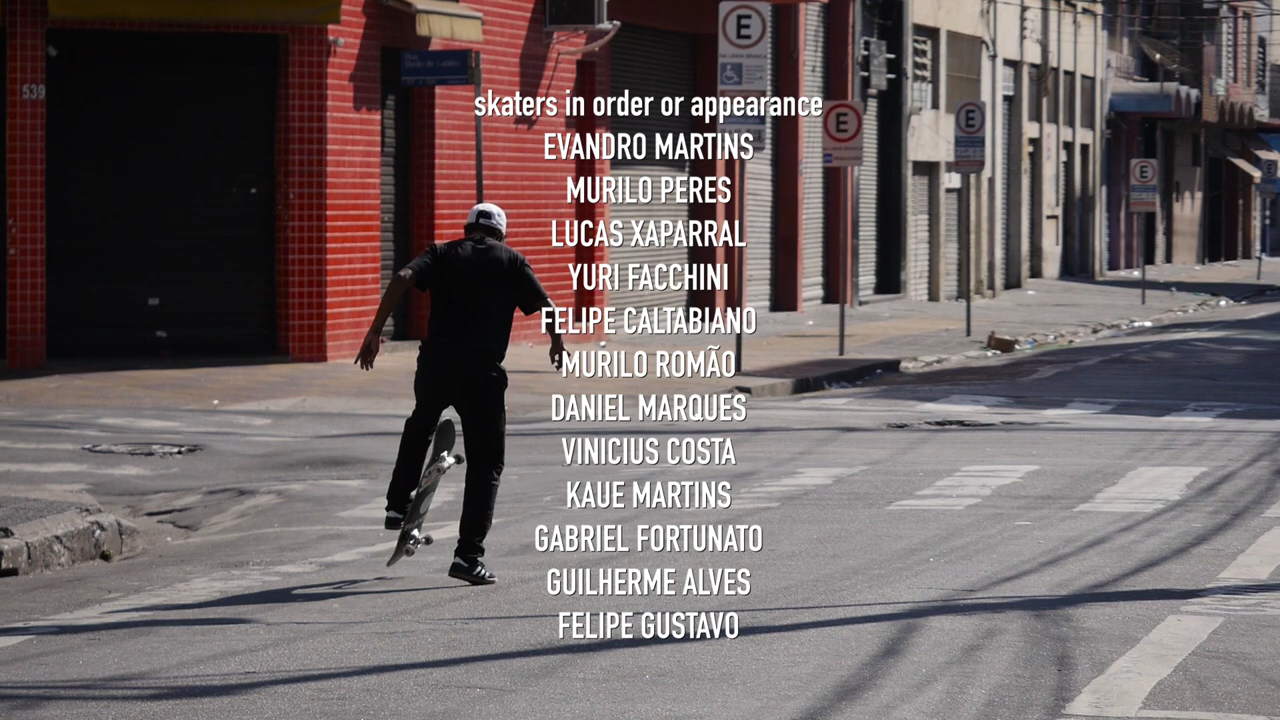 539
E
skaters in order or appearance
E
E
EVANDRO MARTINS
E
MURILO PERES
LUCAS XAPARRAL
YURI FACCHINI
FELIPE CALTABIANO
MURILO ROMÃO
DANIEL MARQUES
VINICIUS COSTA
KAUE MARTINS
GABRIEL FORTUNATO
GUILHERME ALVES
FELIPE GUSTAVO